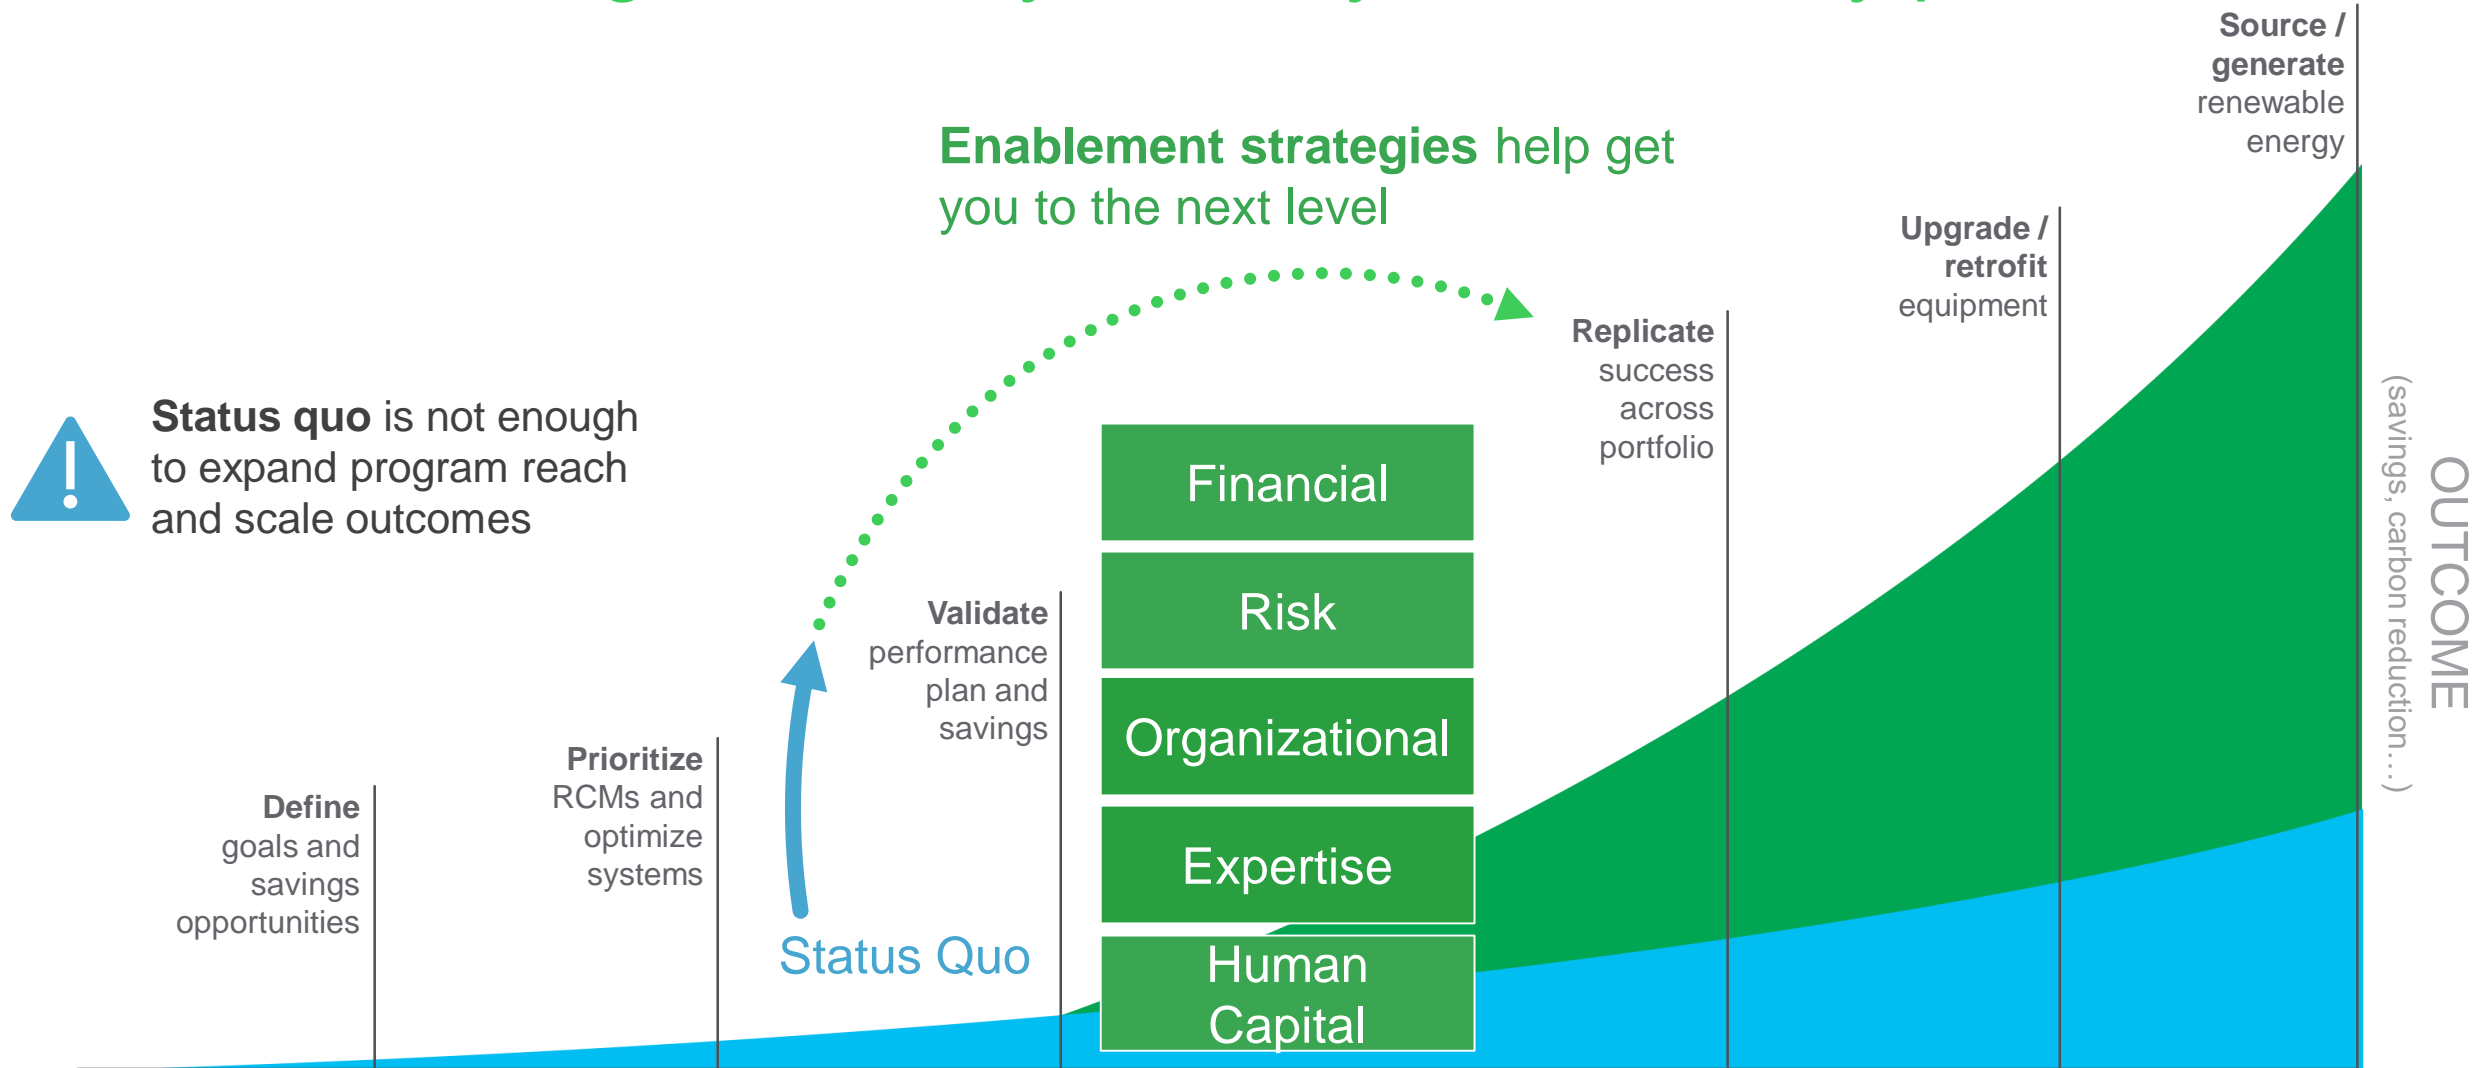 Source /
generate
renewable
energy
Enablement strategies help get
you to the next level
Upgrade /
retrofit
equipment
Replicate
success
across
portfolio
Status quo is not enough
to expand program reach
and scale outcomes
Financial
Risk
Organizational
Expertise
Human
Capital
Validate
performance
plan and
savings
Prioritize
RCMs and
optimize
systems
Define
goals and
savings
opportunities
Status Quo
OUTCOME
(savings, carbon reduction…)